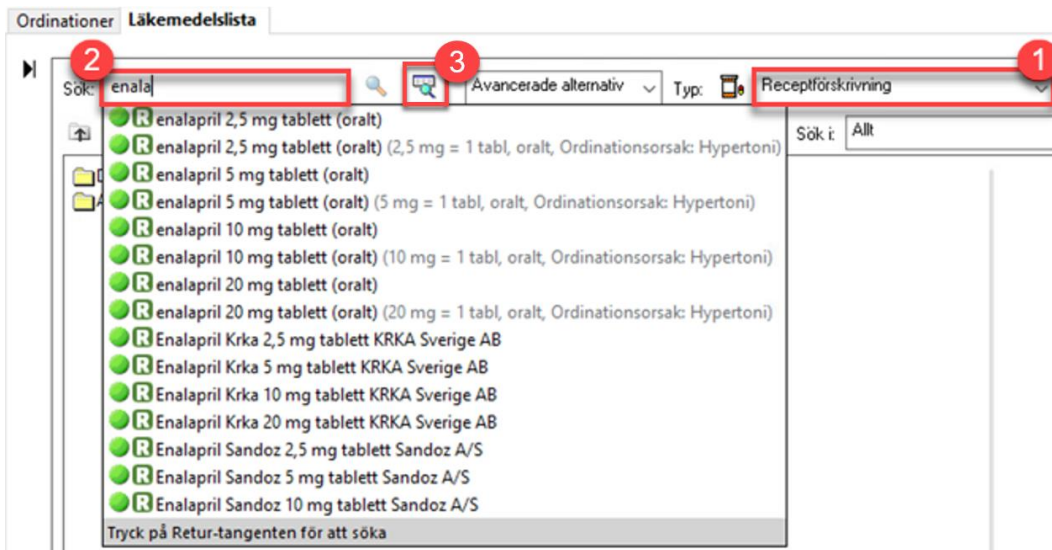 Ordinationer Läkemedelslista
2 3 1
Sök: enala Avancerade alternativ Typ: Receptförskrivning
R enalapril 2,5 mg tablett (oralt)
Sök i: Allt
R enalapril 2,5 mg tablett (oralt) (2,5 mg = 1 tabl, oralt, Ordinationsorsak: Hypertoni)
R enalapril 5 mg tablett (oralt)
R enalapril 5 mg tablett (oralt) (5 mg = 1 tabl, oralt, Ordinationsorsak: Hypertoni)
R enalapril 10 mg tablett (oralt)
R enalapril 10 mg tablett (oralt) (10 mg = 1 tabl, oralt, Ordinationsorsak: Hypertoni)
R enalapril 20 mg tablett (oralt)
R enalapril 20 mg tablett (oralt) (20 mg = 1 tabl, oralt, Ordinationsorsak: Hypertoni)
R Enalapril Krka 2,5 mg tablett KRKA Sverige AB
R Enalapril Krka 5 mg tablett KRKA Sverige AB
R Enalapril Krka 10 mg tablett KRKA Sverige AB
R Enalapril Krka 20 mg tablett KRKA Sverige AB
R Enalapril Sandoz 2,5 mg tablett Sandoz A/S
R Enalapril Sandoz 5 mg tablett Sandoz A/S
R Enalapril Sandoz 10 mg tablett Sandoz A/S
Tryck på Retur-tangenten för att söka